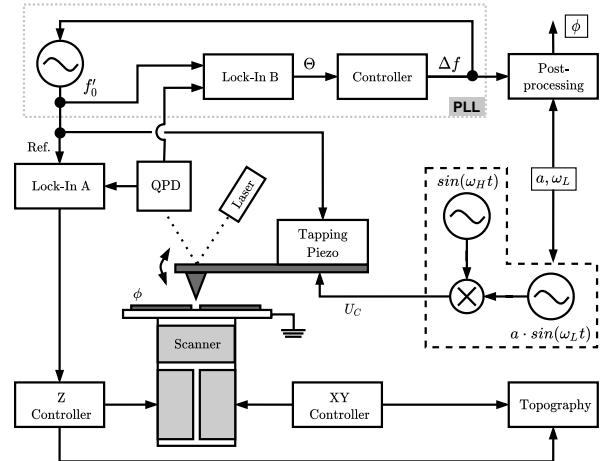 ϕ
f′₀
Lock-In B
Θ
Controller
Δf
Post-
processing
PLL
Ref.
Lock-In A
QPD
Laser
a, ω_L
sin(ω_H t)
Tapping
Piezo
ϕ
U_C
a · sin(ω_L t)
Scanner
Z
Controller
XY
Controller
Topography